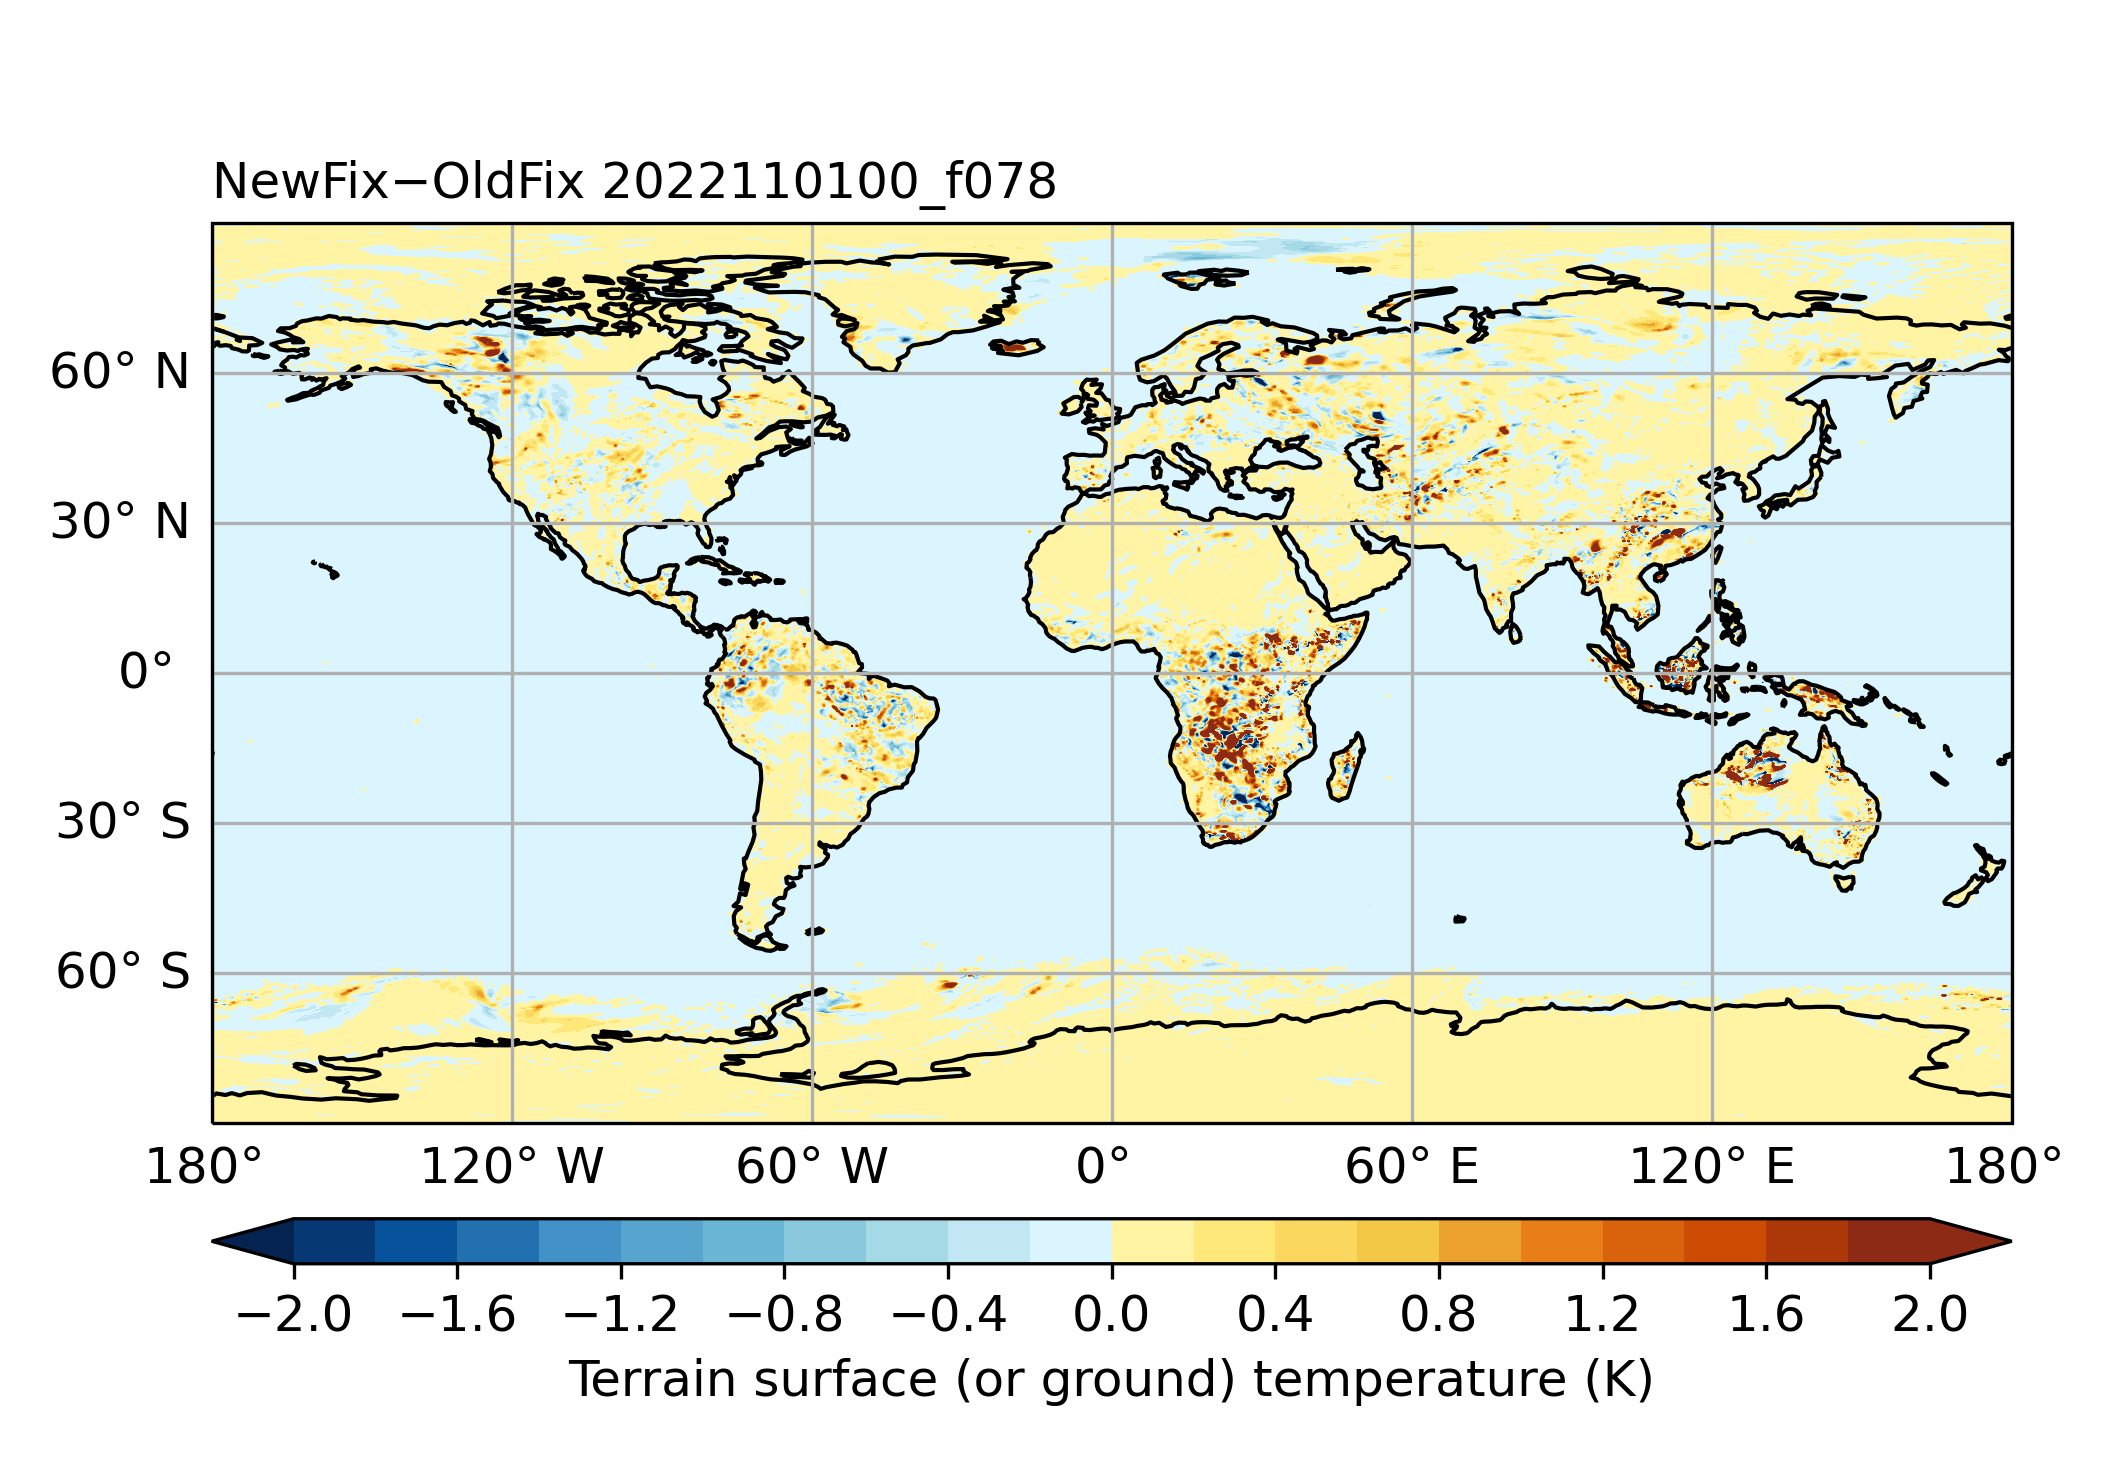 NewFix−OldFix 2022110100_f078
60° N
30° N
0°
30° S
60° S
180° 120° W 60° W 0° 60° E 120° E 180°
−2.0 −1.6 −1.2 −0.8 −0.4 0.0 0.4 0.8 1.2 1.6 2.0
Terrain surface (or ground) temperature (K)